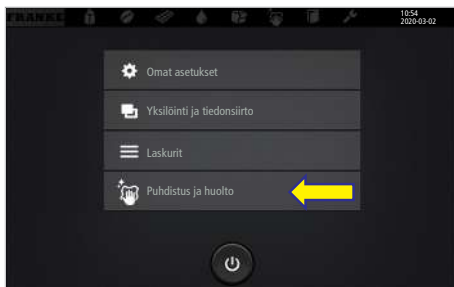 FRANKE
10:54
2020-03-02
Omat asetukset
Yksilöinti ja tiedonsiirto
Laskurit
Puhdistus ja huolto